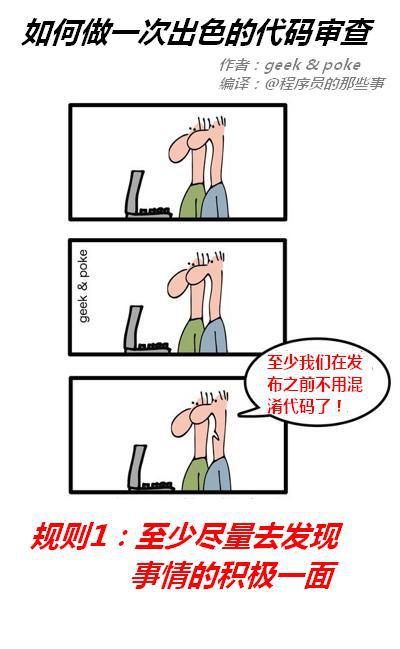 如何做一次出色的代码审查
作者：geek & poke
编译：@程序员的那些事
geek & poke
至少我们在发
布之前不用混
淆代码了！
规则1：至少尽量去发现
事情的积极一面